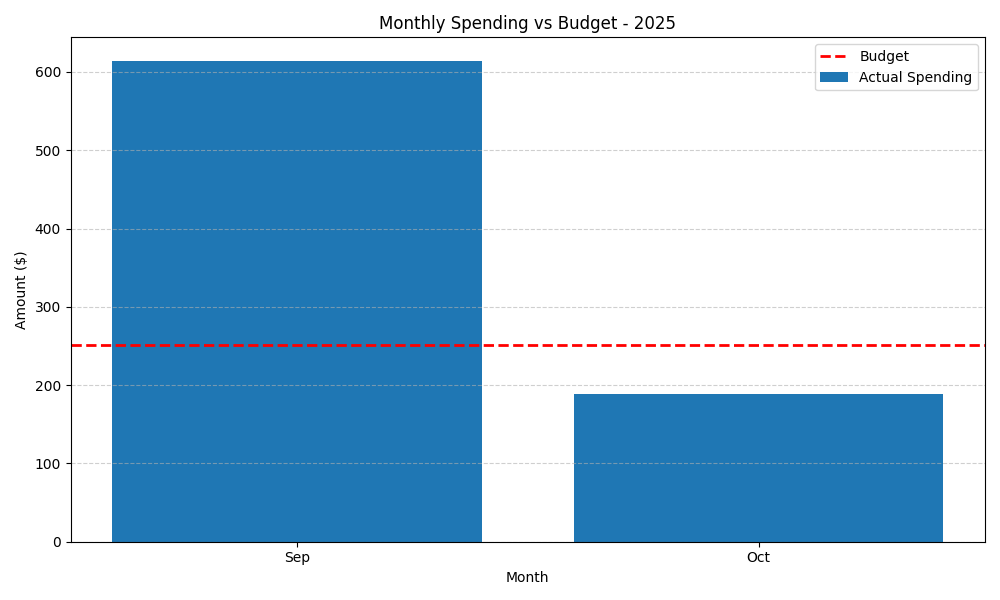 Monthly Spending vs Budget - 2025
Budget
Actual Spending
Amount ($)
600
500
400
300
200
100
0
Sep
Oct
Month